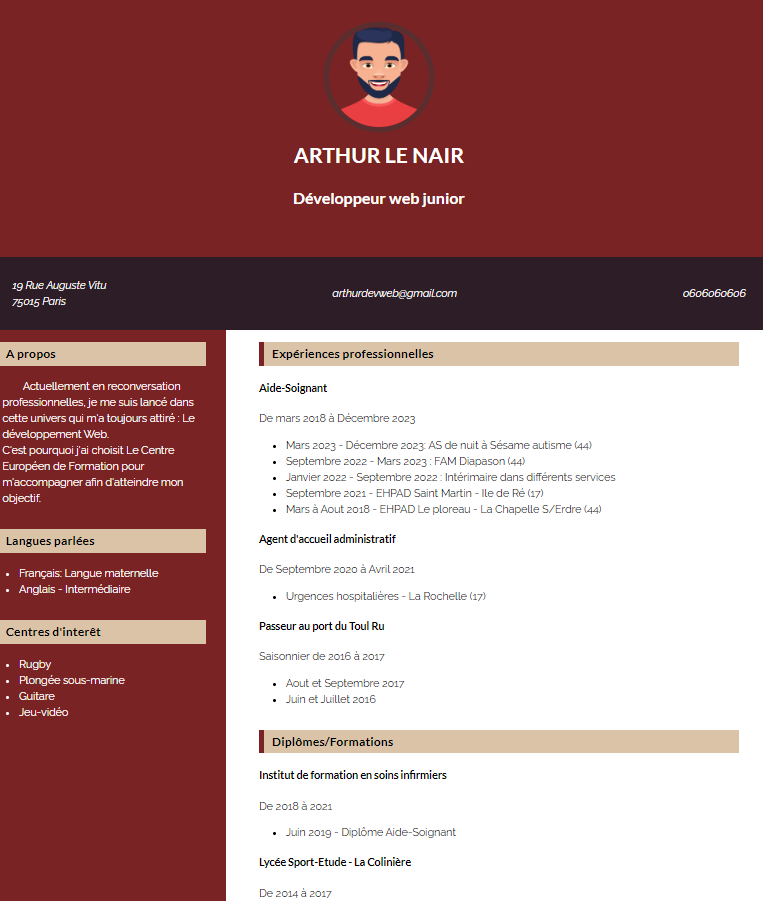 ARTHUR LE NAIR
Développeur web junior
19 Rue Auguste Vitu
75015 Paris
arthurdevweb@gmail.com
0606060606
A propos
Actuellement en reconversation
professionnelles, je me suis lancé dans
cette univers qui m'a toujours attiré : Le
développement Web.
C'est pourquoi j'ai choisit Le Centre
Européen de Formation pour
m'accompagner afin d'atteindre mon
objectif.
Langues parlées
Français: Langue maternelle
Anglais - Intermédiaire
Centres d'interêt
Rugby
Plongée sous-marine
Guitare
Jeu-vidéo
Expériences professionnelles
Aide-Soignant
De mars 2018 à Décembre 2023
Mars 2023 - Décembre 2023: AS de nuit à Sésame autisme (44)
Septembre 2022 - Mars 2023 : FAM Diapason (44)
Janvier 2022 - Septembre 2022 : Intérimaire dans différents services
Septembre 2021 - EHPAD Saint Martin - Ile de Ré (17)
Mars à Aout 2018 - EHPAD Le ploreau - La Chapelle S/Erdre (44)
Agent d'accueil administratif
De Septembre 2020 à Avril 2021
Urgences hospitalières - La Rochelle (17)
Passeur au port du Toul Ru
Saisonnier de 2016 à 2017
Aout et Septembre 2017
Juin et Juillet 2016
Diplômes/Formations
Institut de formation en soins infirmiers
De 2018 à 2021
Juin 2019 - Diplôme Aide-Soignant
Lycée Sport-Etude - La Colinière
De 2014 à 2017